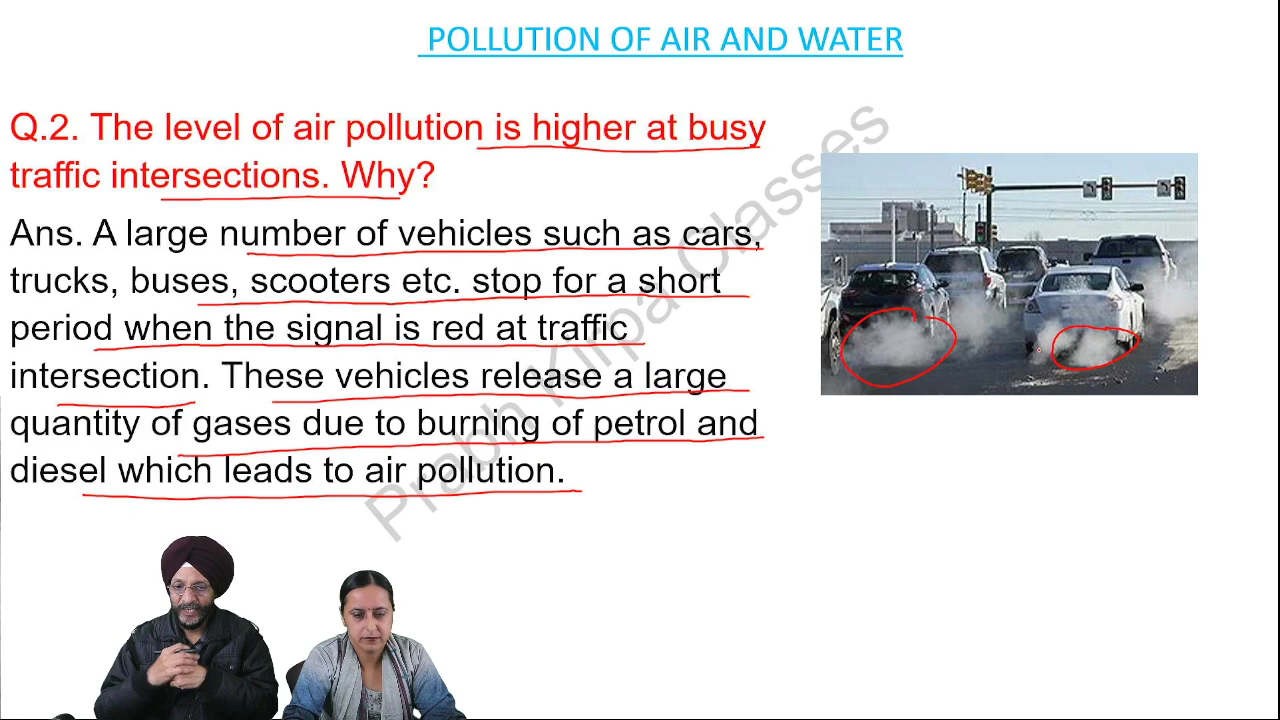 POLLUTION OF AIR AND WATER
Q.2. The level of air pollution is higher at busy
traffic intersections. Why?
Ans. A large number of vehicles such as cars,
trucks, buses, scooters etc. stop for a short
period when the signal is red at traffic
intersection. These vehicles release a large
quantity of gases due to burning of petrol and
diesel which leads to air pollution.
Prabh Kirpa Classes